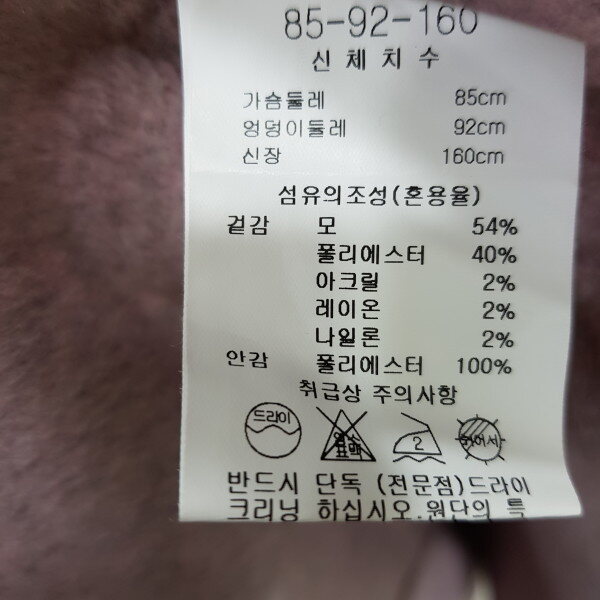 85-92-160
신체치수
가슴둘레 85cm
엉덩이둘레 92cm
신장 160cm
섬유의조성(혼용율)
겉감 모 54%
폴리에스터 40%
아크릴 2%
레이온 2%
나일론 2%
안감 폴리에스터 100%
취급상 주의사항
드라이 염소 표백 2 뉘어서
반드시 단독 (전문점)드라이
크리닝 하십시오.원단의 특